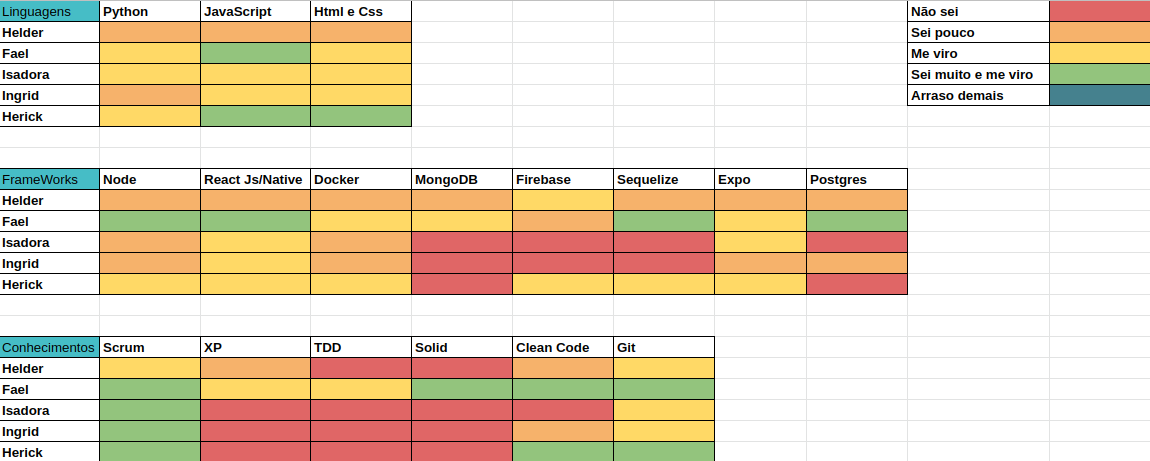 Linguagens Python JavaScript Html e Css Não sei
Helder Sei pouco
Fael Me viro
Isadora Sei muito e me viro
Ingrid Arraso demais
Herick
FrameWorks Node React Js/Native Docker MongoDB Firebase Sequelize Expo Postgres
Helder
Fael
Isadora
Ingrid
Herick
Conhecimentos Scrum XP TDD Solid Clean Code Git
Helder
Fael
Isadora
Ingrid
Herick